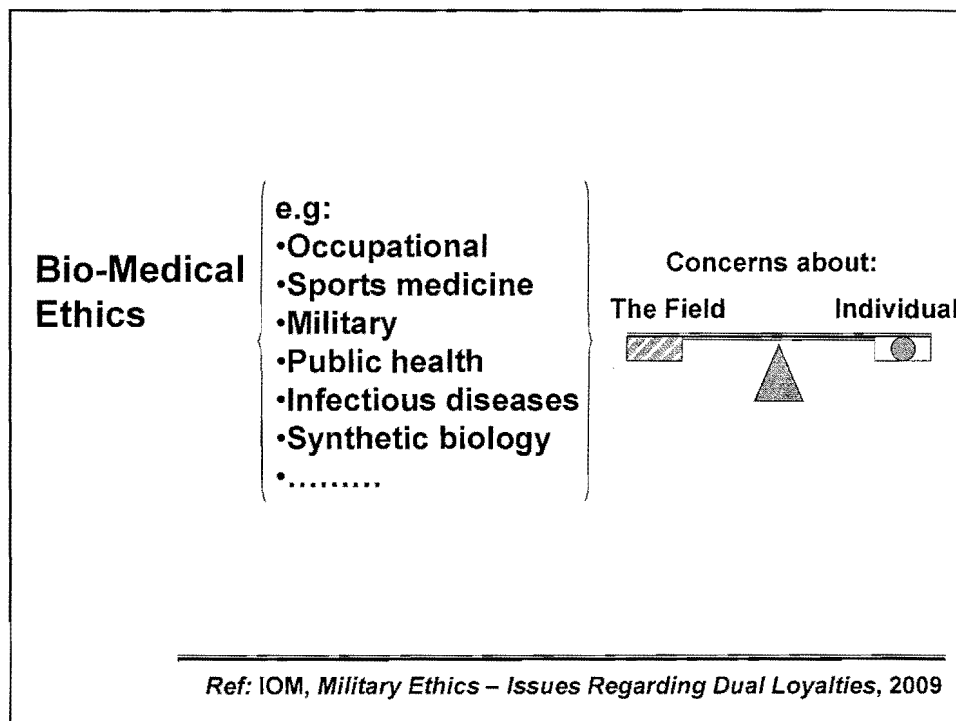 Bio-Medical
Ethics
e.g:
•Occupational
•Sports medicine
•Military
•Public health
•Infectious diseases
•Synthetic biology
•.........
Concerns about:
The Field Individual
Ref: IOM, Military Ethics – Issues Regarding Dual Loyalties, 2009